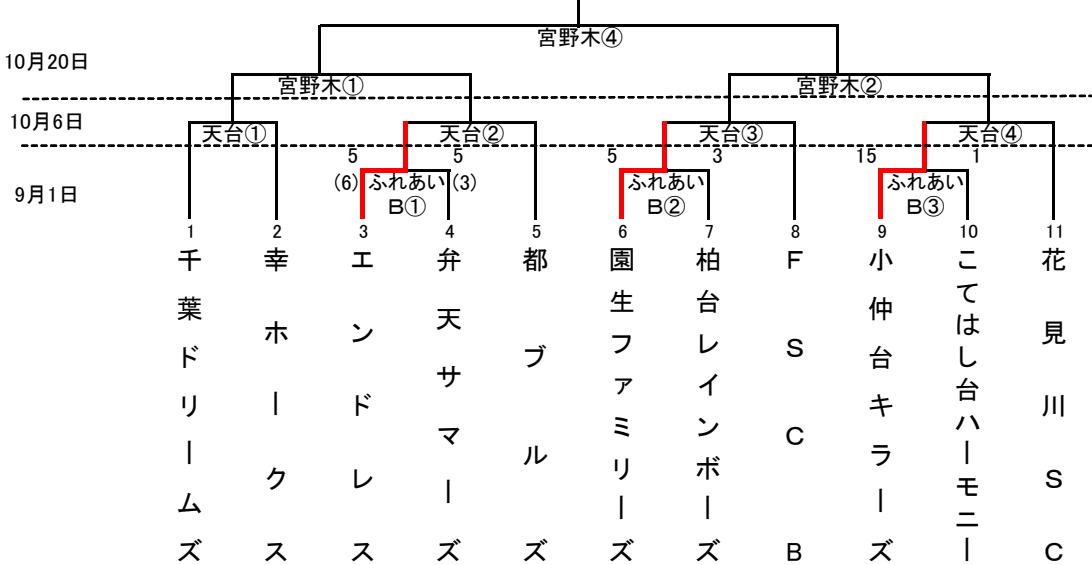 宮野木④
10月20日
宮野木① 宮野木②
10月6日
天台① 天台② 天台③ 天台④
5 5 5 3 15 1
9月1日
(6) ふれあい (3) ふれあい ふれあい
B① B② B③
1 2 3 4 5 6 7 8 9 10 11
千葉ドリームズ
幸ホークス
エンドレス
弁天サマーズ
都ブルズ
園生ファミリーズ
柏台レインボーズ
FSCB
小仲台キラーズ
こてはし台ハーモニー
花見川SC